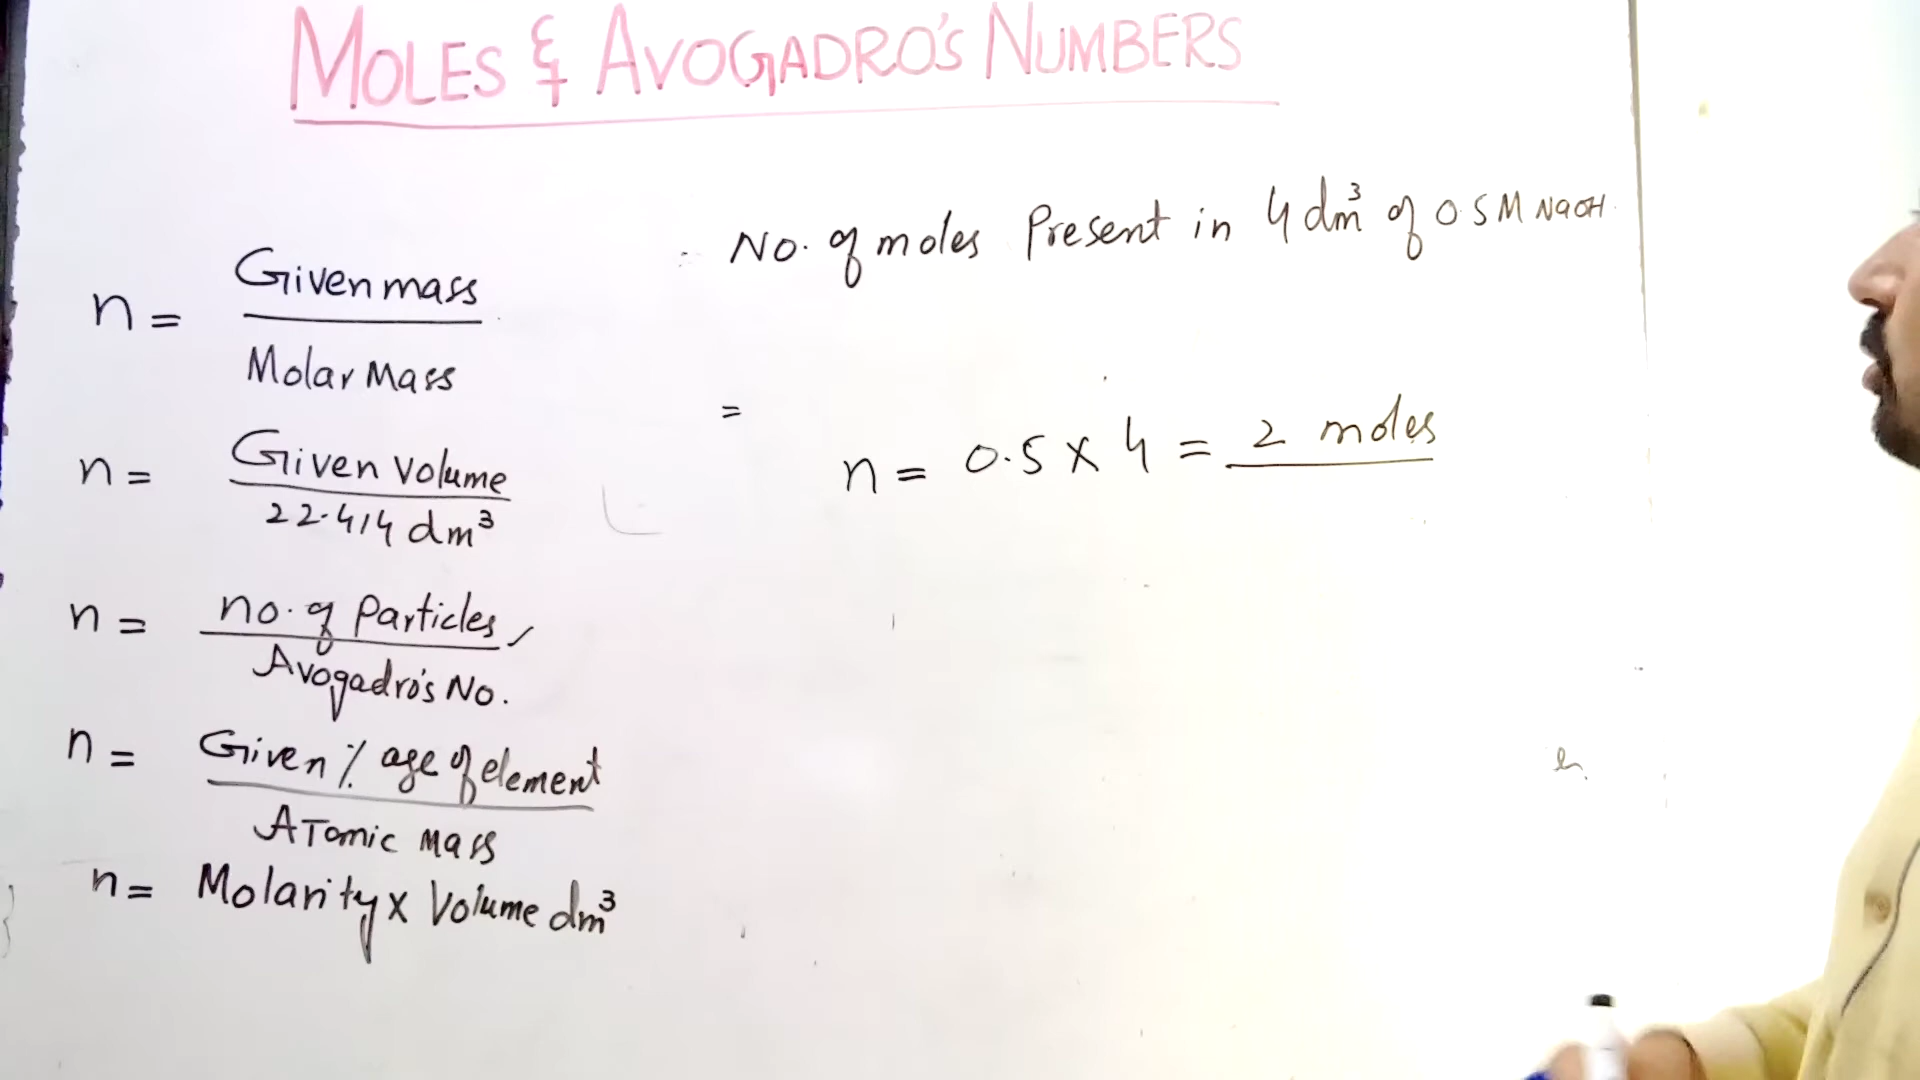 MOLES & AVOGADRO'S NUMBERS
n = Given mass
Molar Mass
n = Given Volume
22.414 dm³
n = no. of Particles
Avogadro's No.
n = Given % age of element
ATomic Mass
n = Molarity x Volume dm³
No. of moles Present in 4 dm³ of 0.5M NaOH
=
n = 0.5 x 4 = 2 moles